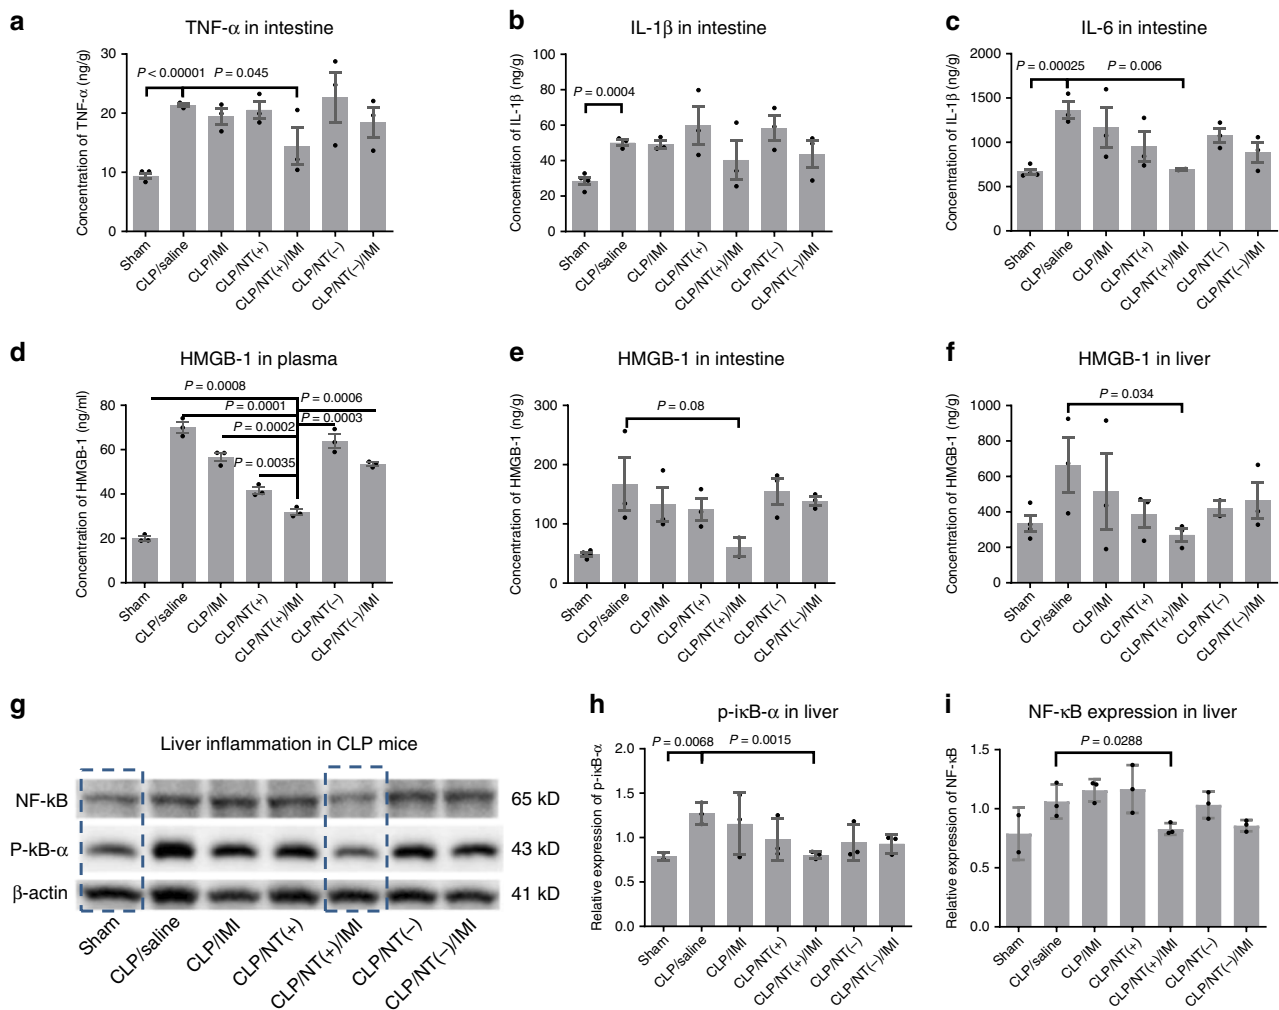 a
TNF-α in intestine
Concentration of TNF-α (ng/g)
30
20
10
0
P < 0.00001
P = 0.045
Sham
CLP/saline
CLP/IMI
CLP/NT(+)
CLP/NT(+)/IMI
CLP/NT(−)
CLP/NT(−)/IMI
b
IL-1β in intestine
Concentration of IL-1β (ng/g)
100
80
60
40
20
0
P = 0.0004
Sham
CLP/saline
CLP/IMI
CLP/NT(+)
CLP/NT(+)/IMI
CLP/NT(−)
CLP/NT(−)/IMI
c
IL-6 in intestine
Concentration of IL-1β (ng/g)
2000
1500
1000
500
0
P = 0.00025
P = 0.006
Sham
CLP/saline
CLP/IMI
CLP/NT(+)
CLP/NT(+)/IMI
CLP/NT(−)
CLP/NT(−)/IMI
d
HMGB-1 in plasma
Concentration of HMGB-1 (ng/ml)
80
60
40
20
0
P = 0.0008
P = 0.0001
P = 0.0002
P = 0.0035
P = 0.0006
P = 0.0003
Sham
CLP/saline
CLP/IMI
CLP/NT(+)
CLP/NT(+)/IMI
CLP/NT(−)
CLP/NT(−)/IMI
e
HMGB-1 in intestine
Concentration of HMGB-1 (ng/g)
300
200
100
0
P = 0.08
Sham
CLP/saline
CLP/IMI
CLP/NT(+)
CLP/NT(+)/IMI
CLP/NT(−)
CLP/NT(−)/IMI
f
HMGB-1 in liver
Concentration of HMGB-1 (ng/g)
1000
800
600
400
200
0
P = 0.034
Sham
CLP/saline
CLP/IMI
CLP/NT(+)
CLP/NT(+)/IMI
CLP/NT(−)
CLP/NT(−)/IMI
g
Liver inflammation in CLP mice
NF-kB
65 kD
P-kB-α
43 kD
β-actin
41 kD
Sham
CLP/saline
CLP/IMI
CLP/NT(+)
CLP/NT(+)/IMI
CLP/NT(−)
CLP/NT(−)/IMI
h
p-iκB-α in liver
Relative expression of p-iκB-α
2.0
1.5
1.0
0.5
0.0
P = 0.0068
P = 0.0015
Sham
CLP/saline
CLP/IMI
CLP/NT(+)
CLP/NT(+)/IMI
CLP/NT(−)
CLP/NT(−)/IMI
i
NF-κB expression in liver
Relative expression of NF-κB
1.5
1.0
0.5
0.0
P = 0.0288
Sham
CLP/saline
CLP/IMI
CLP/NT(+)
CLP/NT(+)/IMI
CLP/NT(−)
CLP/NT(−)/IMI